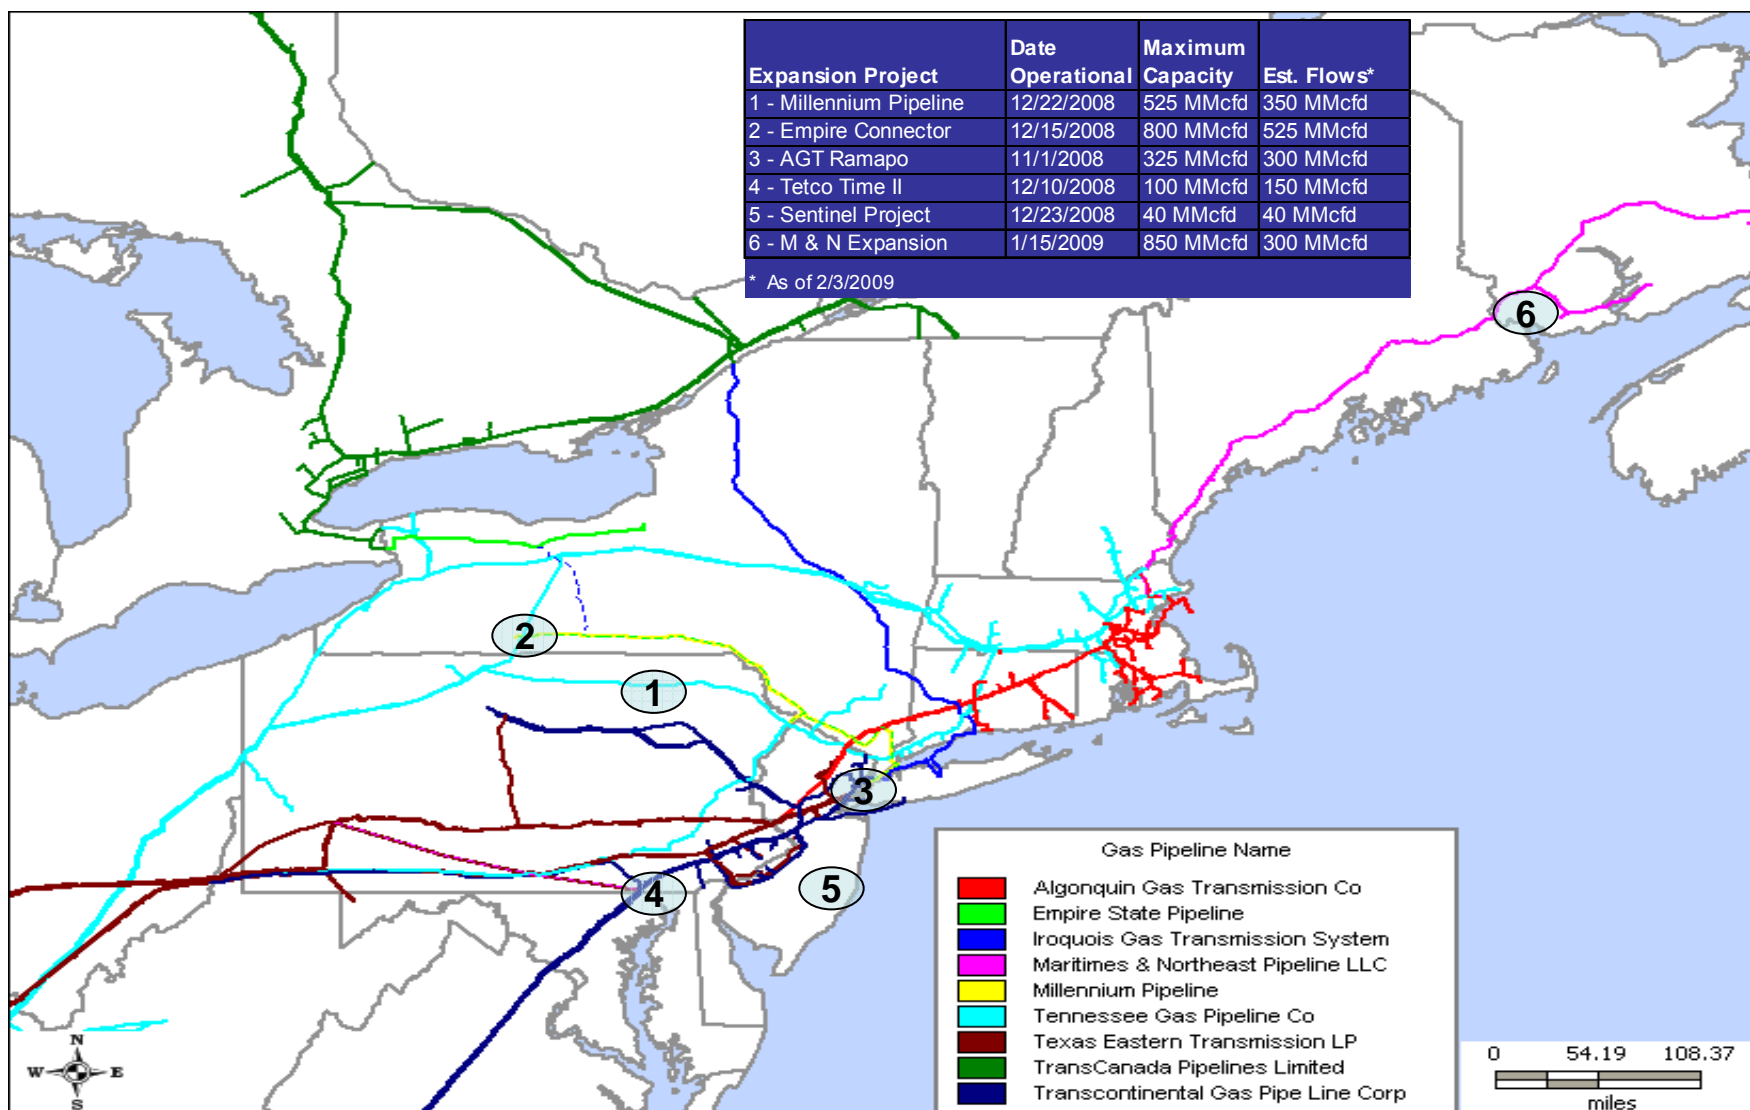 Expansion Project Date Operational Maximum Capacity Est. Flows*
1 - Millennium Pipeline 12/22/2008 525 MMcfd 350 MMcfd
2 - Empire Connector 12/15/2008 800 MMcfd 525 MMcfd
3 - AGT Ramapo 11/1/2008 325 MMcfd 300 MMcfd
4 - Tetco Time II 12/10/2008 100 MMcfd 150 MMcfd
5 - Sentinel Project 12/23/2008 40 MMcfd 40 MMcfd
6 - M & N Expansion 1/15/2009 850 MMcfd 300 MMcfd
* As of 2/3/2009
6
2
1
3
4
5
Gas Pipeline Name
Algonquin Gas Transmission Co
Empire State Pipeline
Iroquois Gas Transmission System
Maritimes & Northeast Pipeline LLC
Millennium Pipeline
Tennessee Gas Pipeline Co
Texas Eastern Transmission LP
TransCanada Pipelines Limited
Transcontinental Gas Pipe Line Corp
N
W E
S
0 54.19 108.37
miles